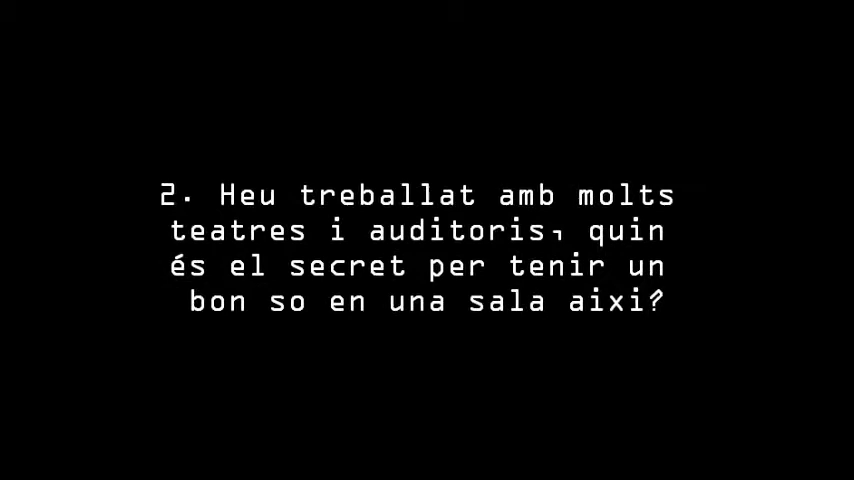 2. Heu treballat amb molts
teatres i auditoris, quin
és el secret per tenir un
bon so en una sala aixi?